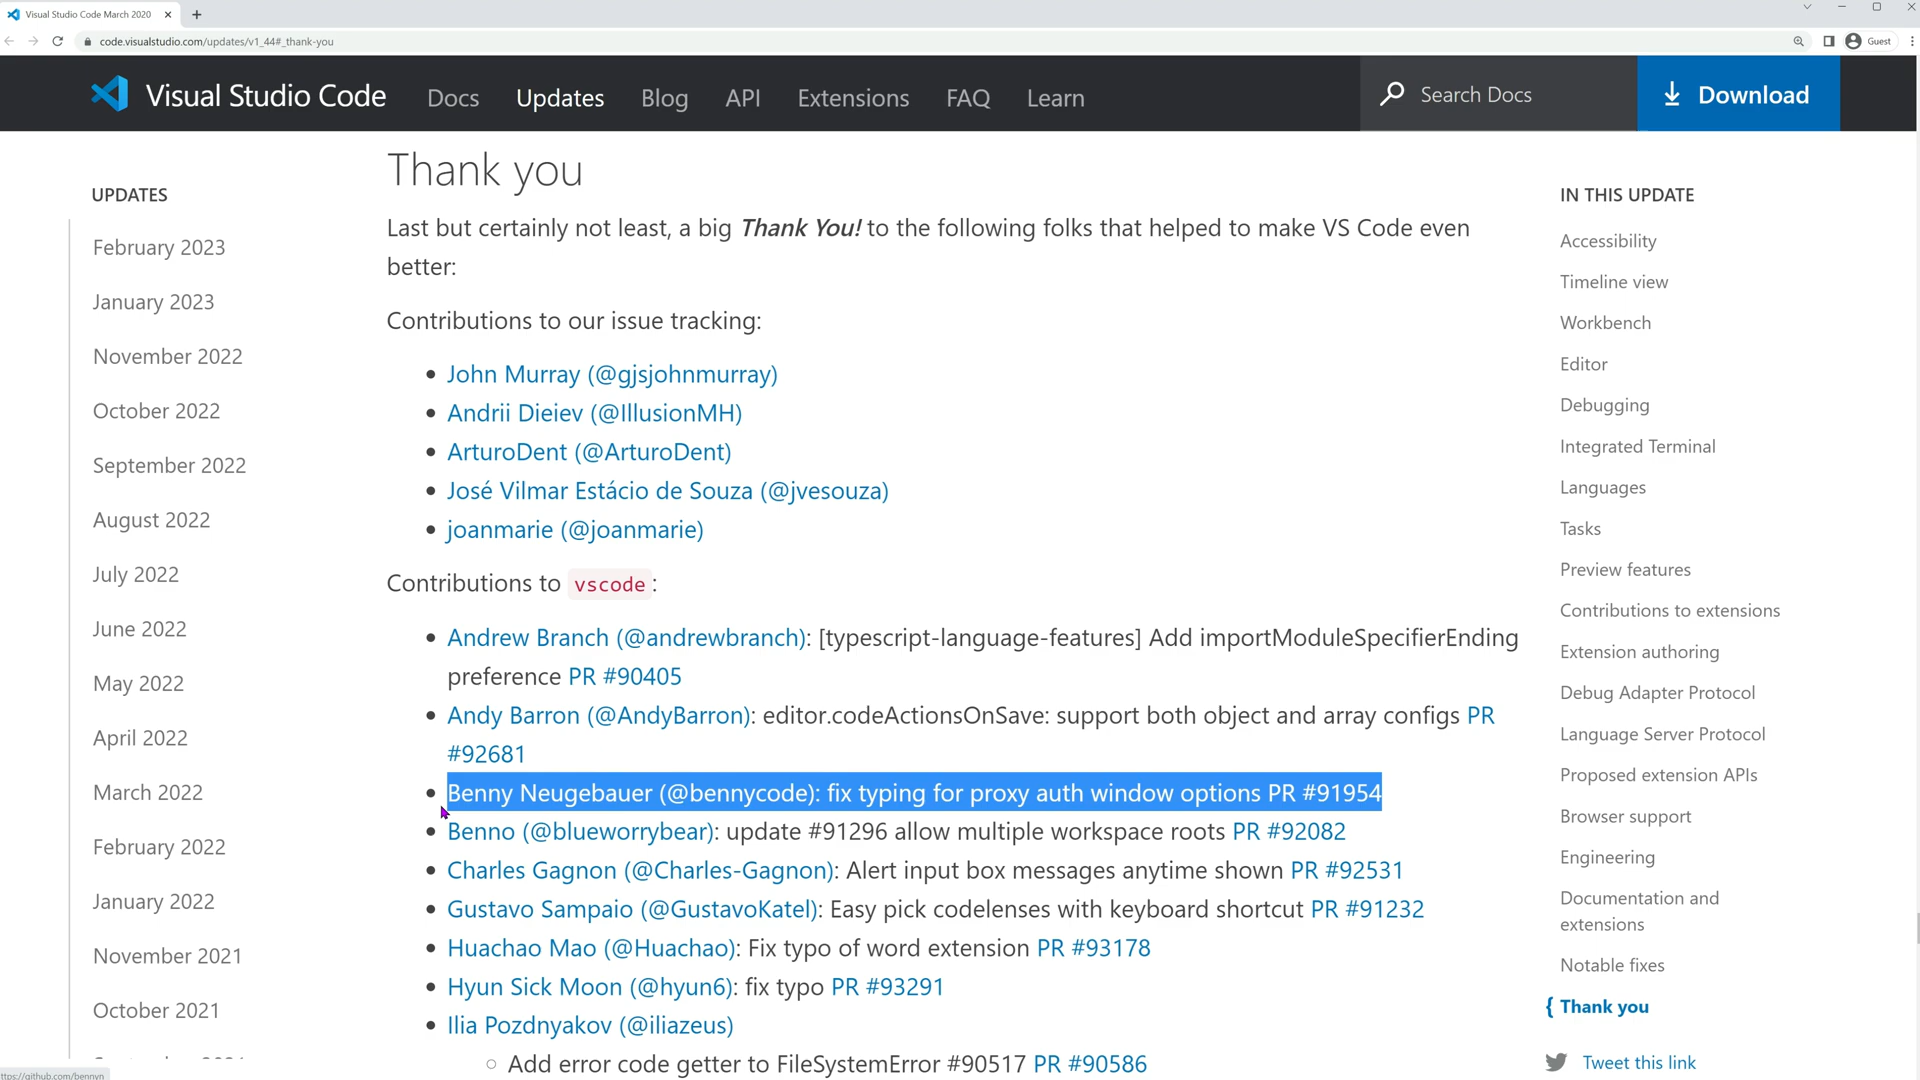 Visual Studio Code March 2020
code.visualstudio.com/updates/v1_44#_thank-you
Guest
Visual Studio Code
Docs
Updates
Blog
API
Extensions
FAQ
Learn
Search Docs
Download
UPDATES
February 2023
January 2023
November 2022
October 2022
September 2022
August 2022
July 2022
June 2022
May 2022
April 2022
March 2022
February 2022
January 2022
November 2021
October 2021
Thank you
Last but certainly not least, a big Thank You! to the following folks that helped to make VS Code even
better:
Contributions to our issue tracking:
John Murray (@gjsjohnmurray)
Andrii Dieiev (@IllusionMH)
ArturoDent (@ArturoDent)
José Vilmar Estácio de Souza (@jvesouza)
joanmarie (@joanmarie)
Contributions to vscode:
Andrew Branch (@andrewbranch): [typescript-language-features] Add importModuleSpecifierEnding
preference PR #90405
Andy Barron (@AndyBarron): editor.codeActionsOnSave: support both object and array configs PR
#92681
Benny Neugebauer (@bennycode): fix typing for proxy auth window options PR #91954
Benno (@blueworrybear): update #91296 allow multiple workspace roots PR #92082
Charles Gagnon (@Charles-Gagnon): Alert input box messages anytime shown PR #92531
Gustavo Sampaio (@GustavoKatel): Easy pick codelenses with keyboard shortcut PR #91232
Huachao Mao (@Huachao): Fix typo of word extension PR #93178
Hyun Sick Moon (@hyun6): fix typo PR #93291
Ilia Pozdnyakov (@iliazeus)
Add error code getter to FileSystemError #90517 PR #90586
IN THIS UPDATE
Accessibility
Timeline view
Workbench
Editor
Debugging
Integrated Terminal
Languages
Tasks
Preview features
Contributions to extensions
Extension authoring
Debug Adapter Protocol
Language Server Protocol
Proposed extension APIs
Browser support
Engineering
Documentation and
extensions
Notable fixes
{ Thank you
Tweet this link
ttps://github.com/bennyn